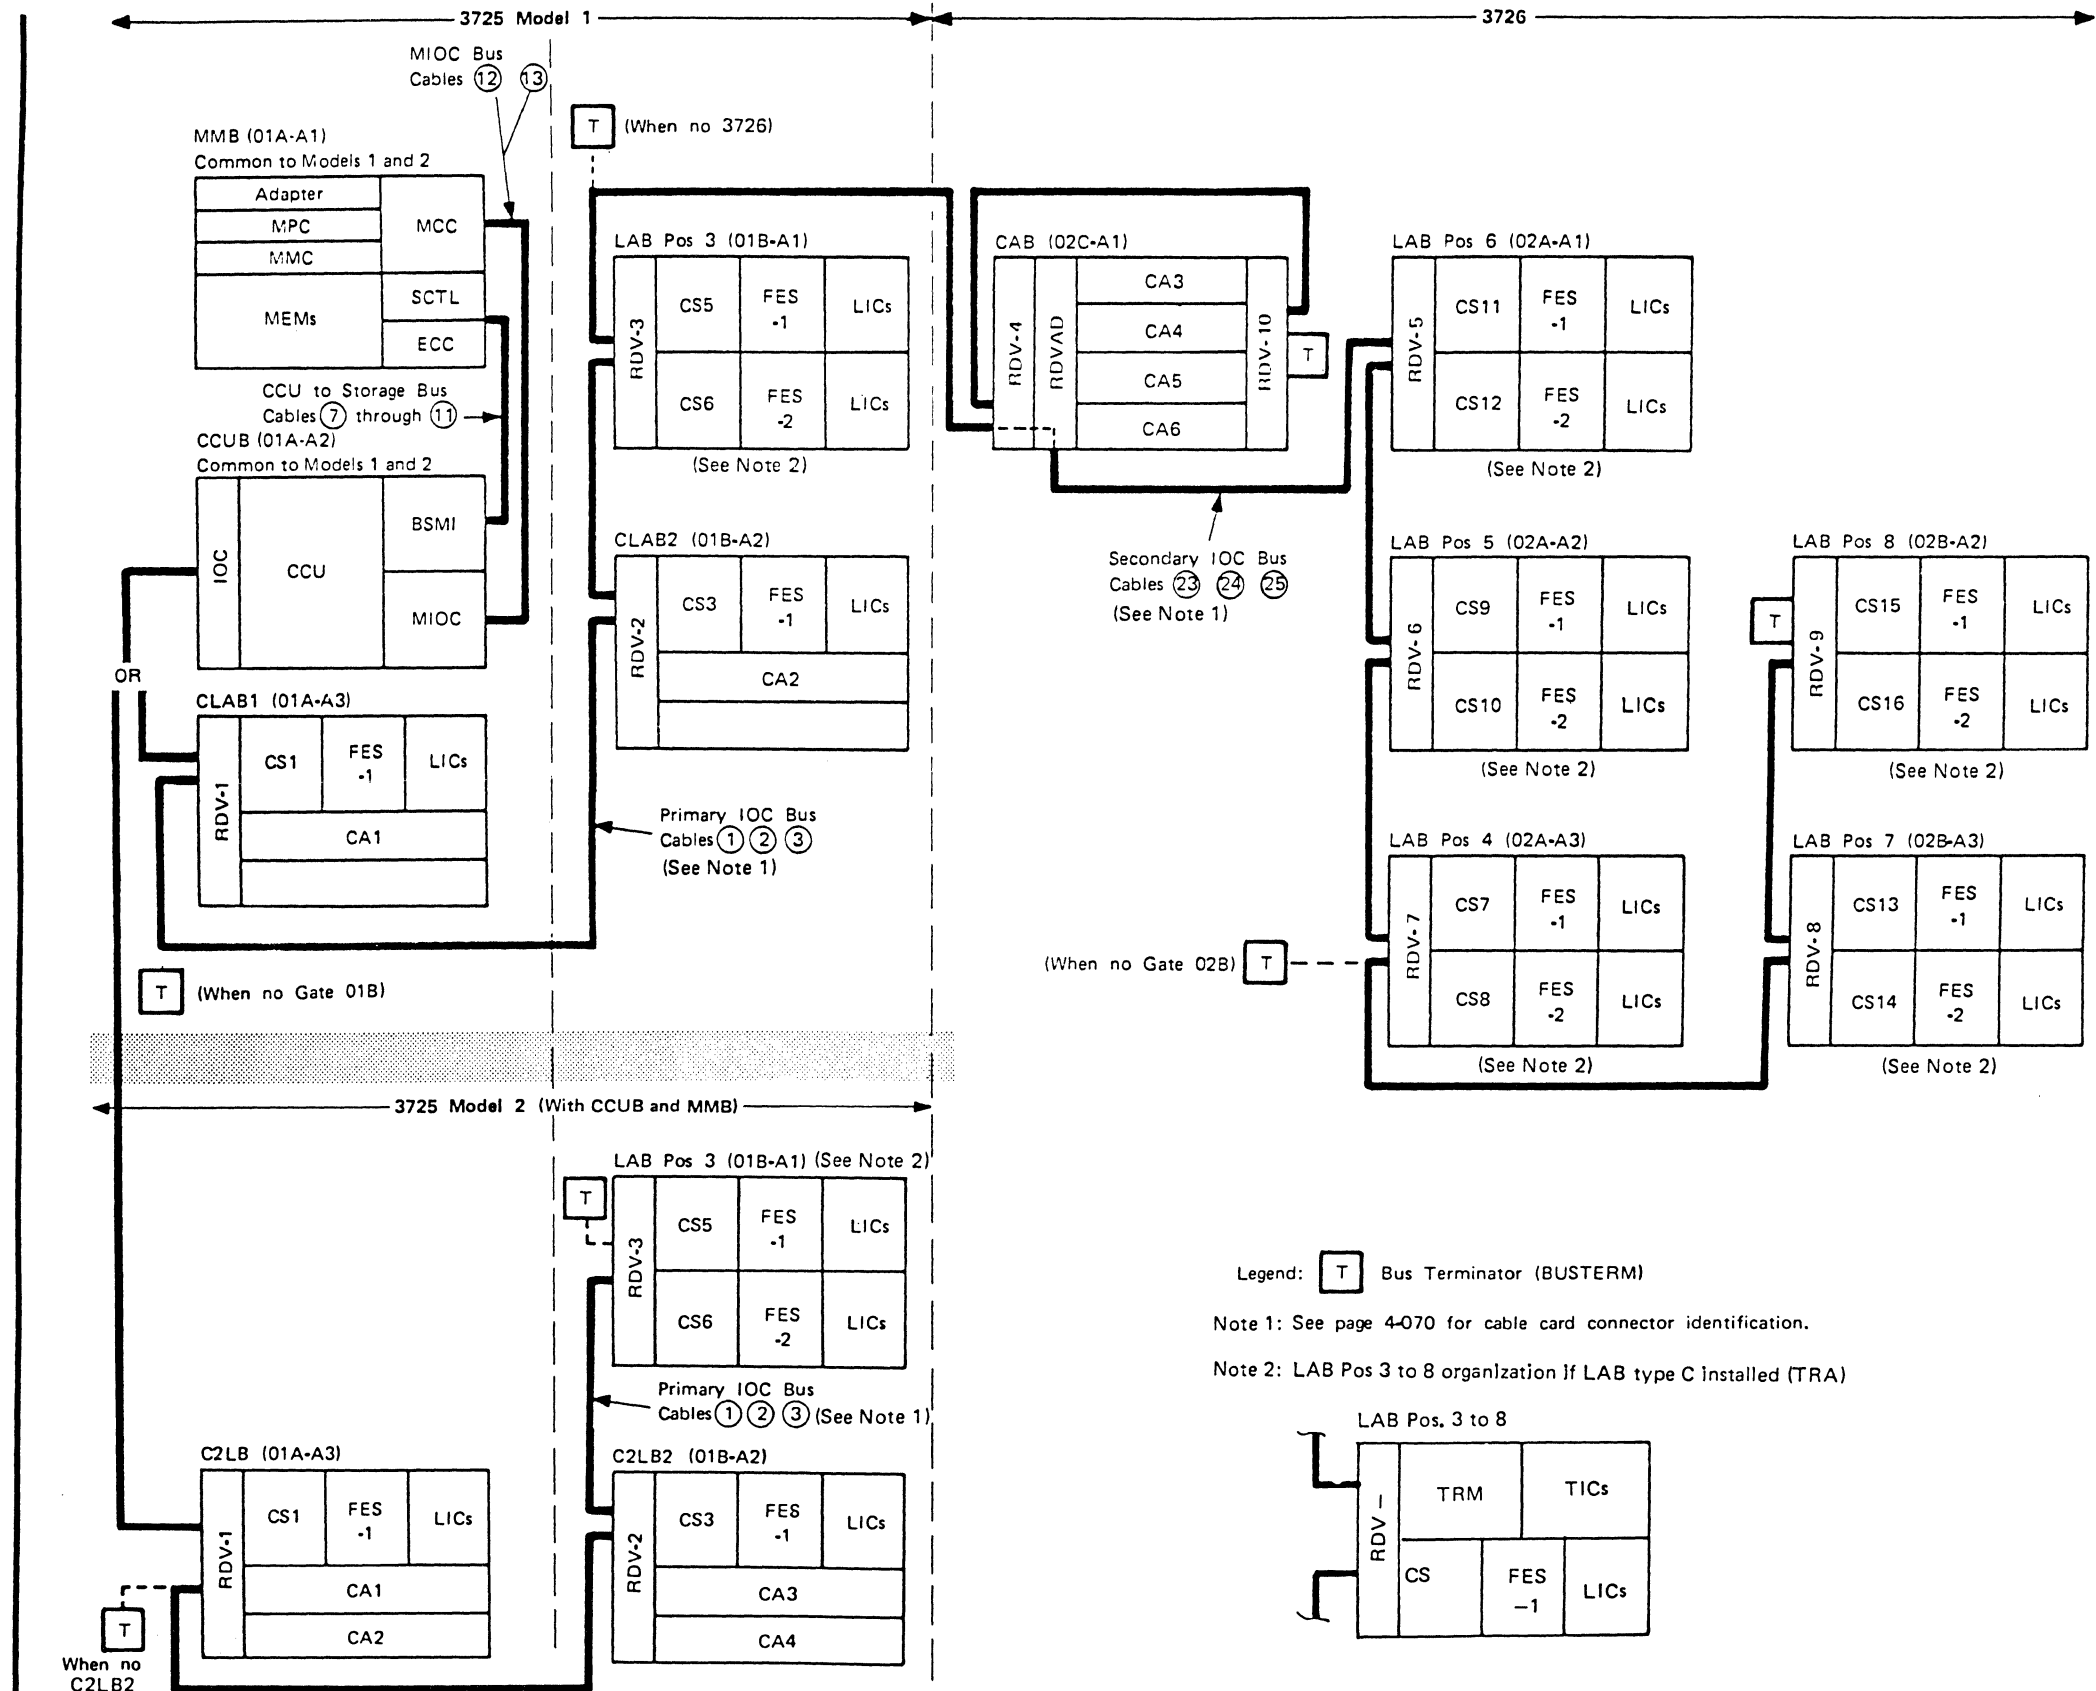 3725 Model 1
3726
MIOC Bus
Cables 12 13
T (When no 3726)
MMB (01A-A1)
Common to Models 1 and 2
Adapter
MPC
MMC
MCC
MEMs
SCTL
ECC
CCU to Storage Bus
Cables 7 through 11
CCUB (01A-A2)
Common to Models 1 and 2
IOC
CCU
BSMI
MIOC
OR
CLAB1 (01A-A3)
RDV-1
CS1
FES
-1
LICs
CA1
T (When no Gate 01B)
LAB Pos 3 (01B-A1)
RDV-3
CS5
FES
-1
LICs
CS6
FES
-2
LICs
(See Note 2)
CLAB2 (01B-A2)
RDV-2
CS3
FES
-1
LICs
CA2
Primary IOC Bus
Cables 1 2 3
(See Note 1)
CAB (02C-A1)
RDV-4
RDVAD
CA3
CA4
CA5
CA6
RDV-10
T
Secondary IOC Bus
Cables 23 24 25
(See Note 1)
LAB Pos 6 (02A-A1)
RDV-5
CS11
FES
-1
LICs
CS12
FES
-2
LICs
(See Note 2)
LAB Pos 5 (02A-A2)
RDV-6
CS9
FES
-1
LICs
CS10
FES
-2
LICs
(See Note 2)
LAB Pos 8 (02B-A2)
T
RDV-9
CS15
FES
-1
LICs
CS16
FES
-2
LICs
(See Note 2)
LAB Pos 4 (02A-A3)
(When no Gate 02B) T
RDV-7
CS7
FES
-1
LICs
CS8
FES
-2
LICs
(See Note 2)
LAB Pos 7 (02B-A3)
RDV-8
CS13
FES
-1
LICs
CS14
FES
-2
LICs
(See Note 2)
3725 Model 2 (With CCUB and MMB)
LAB Pos 3 (01B-A1) (See Note 2)
T
RDV-3
CS5
FES
-1
LICs
CS6
FES
-2
LICs
Primary IOC Bus
Cables 1 2 3 (See Note 1)
C2LB (01A-A3)
RDV-1
CS1
FES
-1
LICs
CA1
CA2
T
When no
C2LB2
C2LB2 (01B-A2)
RDV-2
CS3
FES
-1
LICs
CA3
CA4
Legend: T Bus Terminator (BUSTERM)
Note 1: See page 4-070 for cable card connector identification.
Note 2: LAB Pos 3 to 8 organization if LAB type C installed (TRA)
LAB Pos. 3 to 8
RDV —
TRM
TICs
CS
FES
—1
LICs